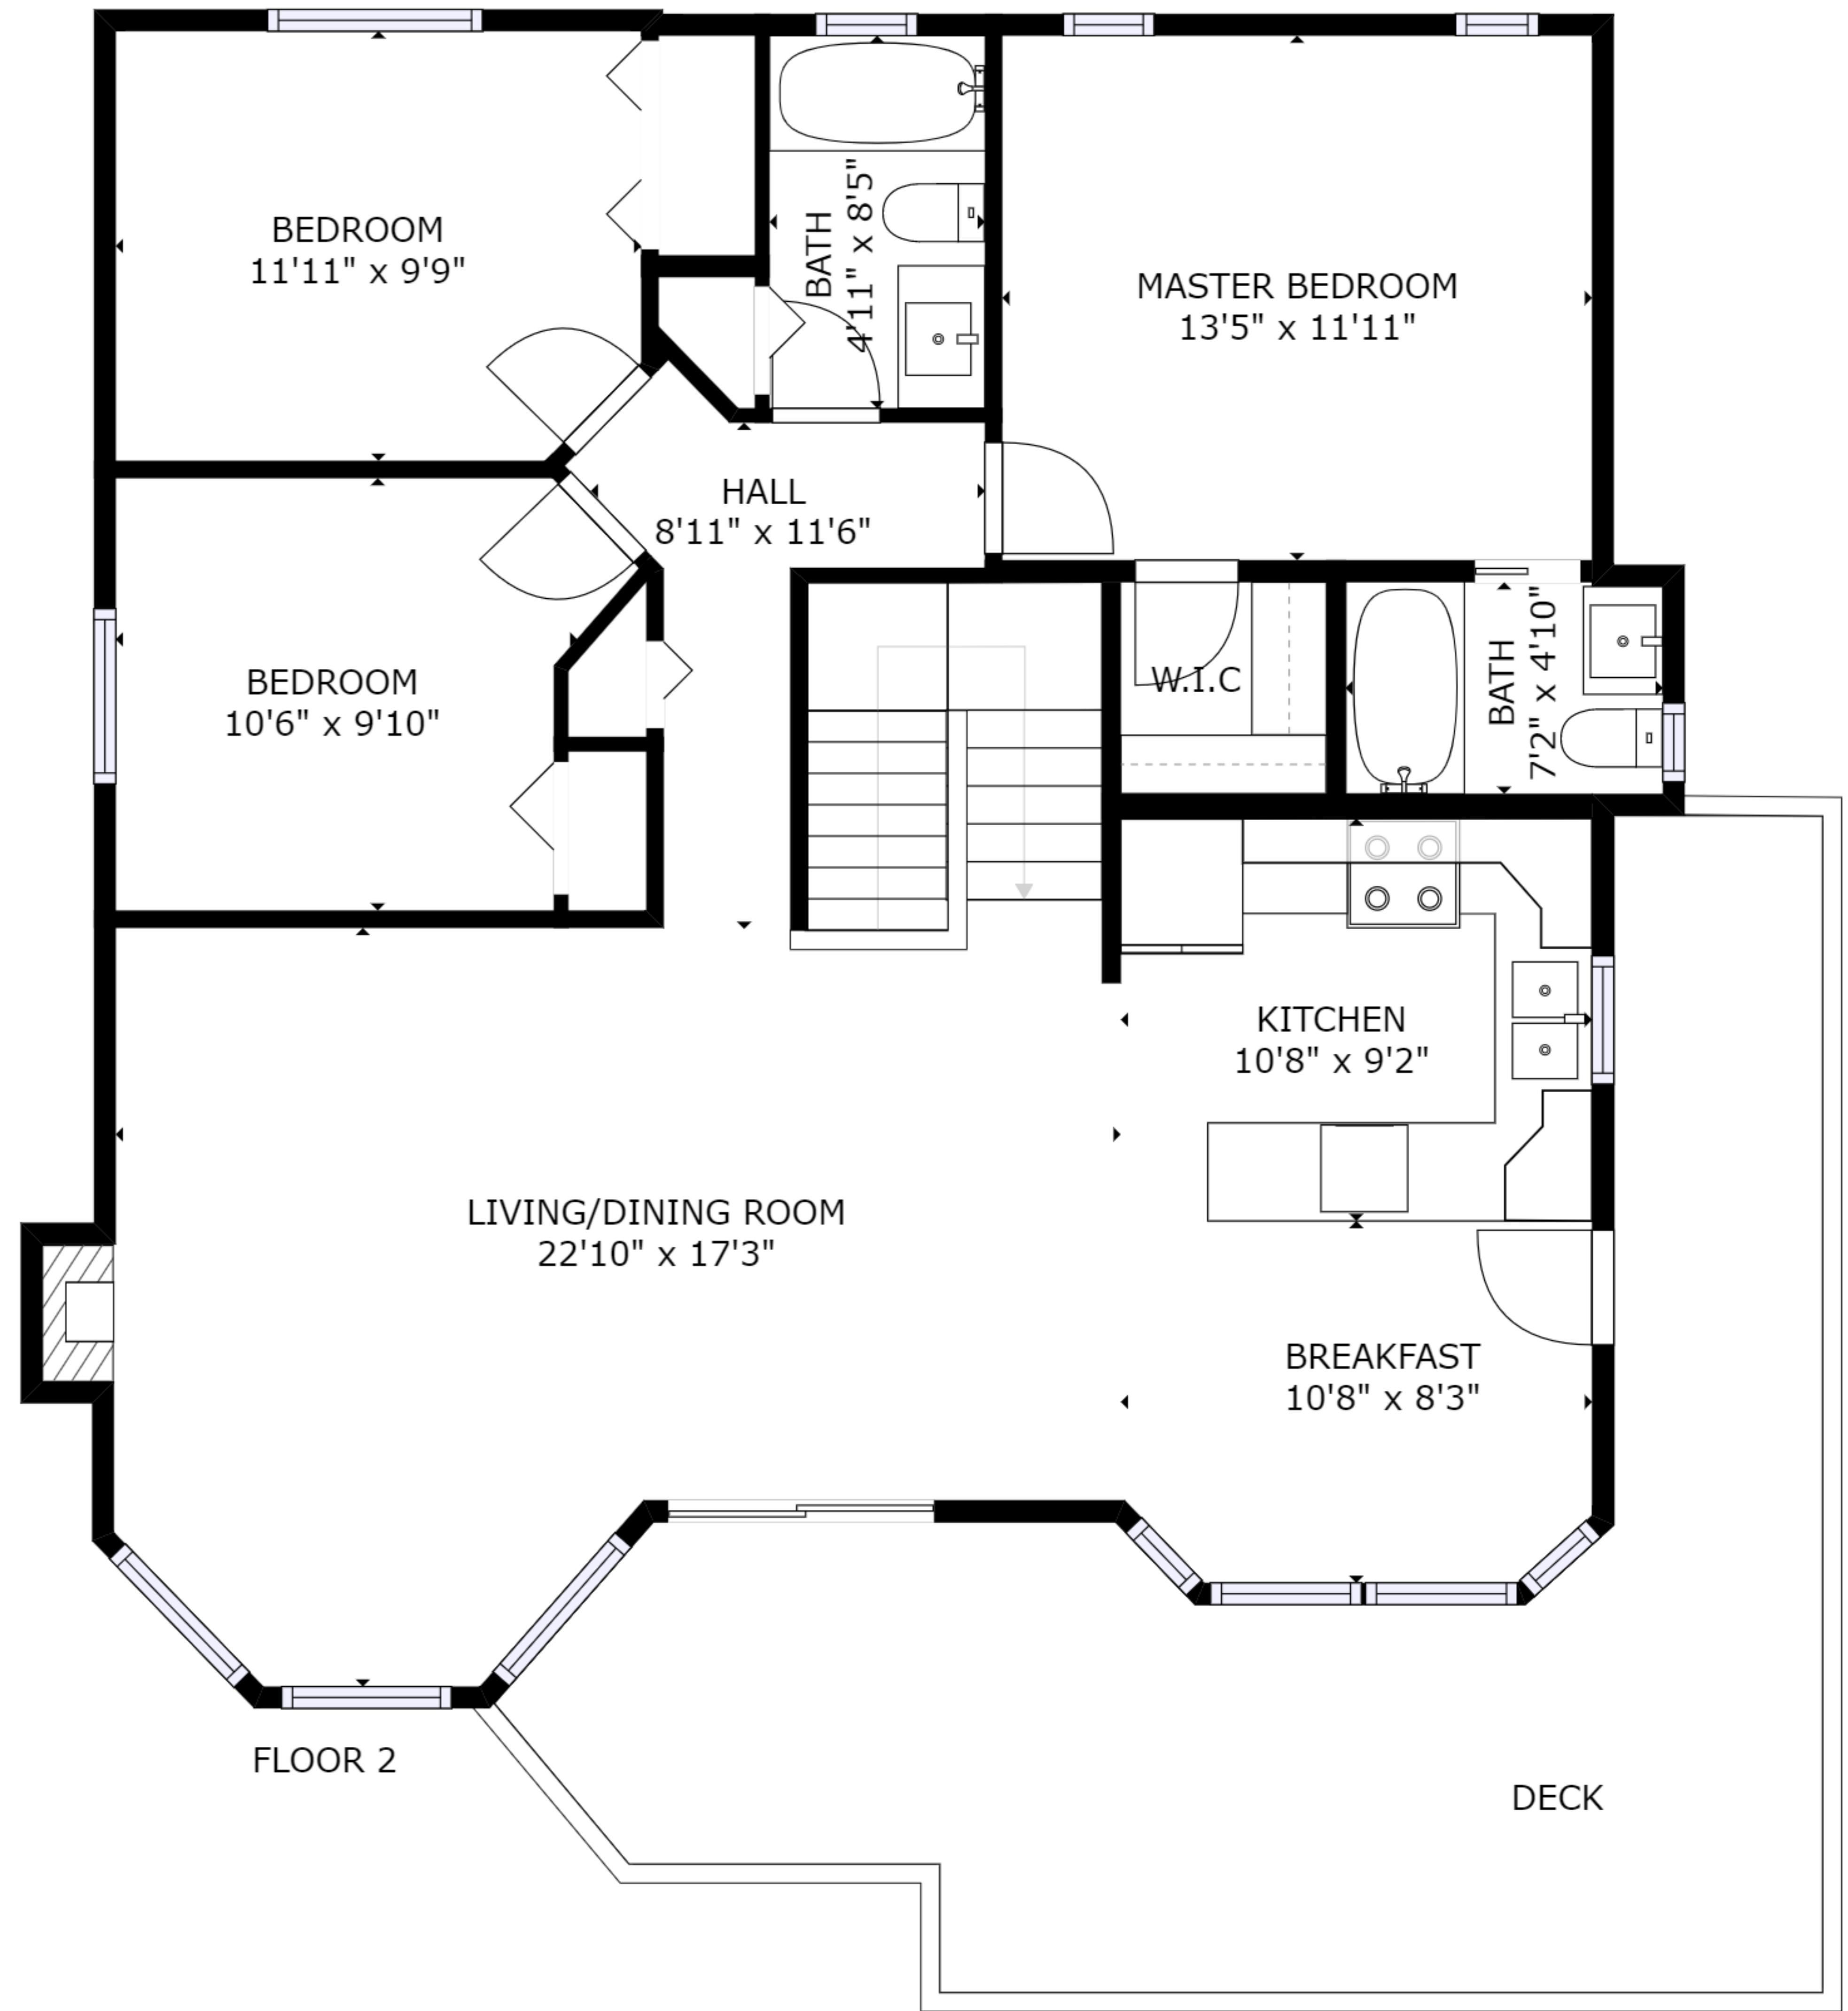 BEDROOM
11'11" x 9'9"
BATH
4'11" x 8'5"
MASTER BEDROOM
13'5" x 11'11"
HALL
8'11" x 11'6"
BEDROOM
10'6" x 9'10"
W.I.C
BATH
7'2" x 4'10"
KITCHEN
10'8" x 9'2"
LIVING/DINING ROOM
22'10" x 17'3"
BREAKFAST
10'8" x 8'3"
FLOOR 2
DECK